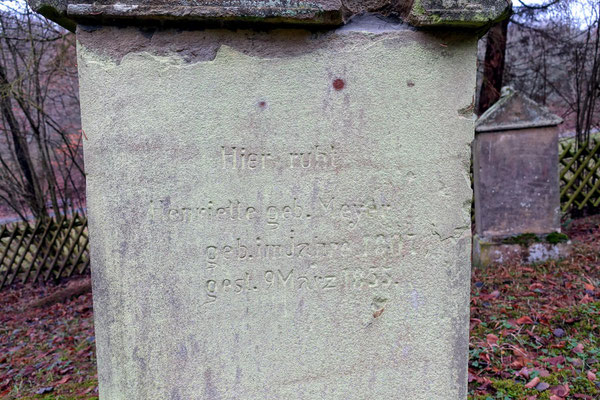 Hier ruht
Henriette geb. Meyer
geb. im Jahre
gest. 9 März